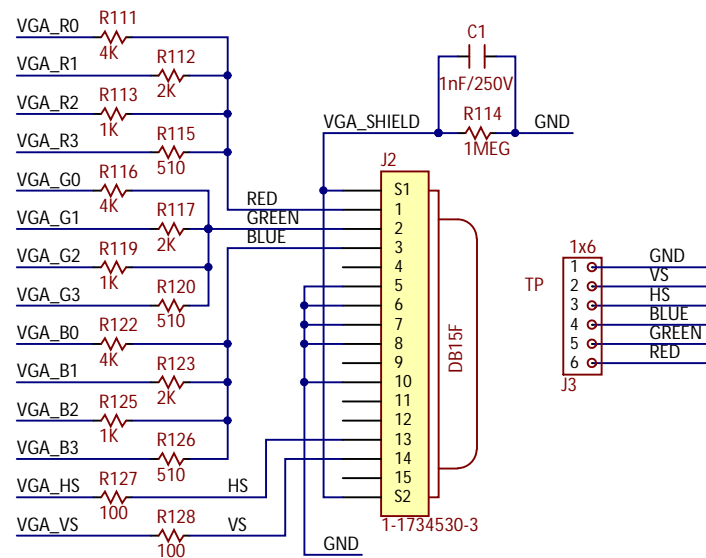 VGA_R0 R111
4K
VGA_R1 R112
2K
VGA_R2 R113
1K
VGA_R3 R115
510
VGA_G0 R116
4K
VGA_G1 R117
2K
VGA_G2 R119
1K
VGA_G3 R120
510
VGA_B0 R122
4K
VGA_B1 R123
2K
VGA_B2 R125
1K
VGA_B3 R126
510
VGA_HS R127
100
HS
VGA_VS R128
100
VS
RED
GREEN
BLUE
C1
1nF/250V
VGA_SHIELD
R114
1MEG
GND
J2
S1
1
2
3
4
5
6
7
8
9
10
11
12
13
14
15
S2
DB15F
1-1734530-3
GND
TP
1x6
1 GND
2 VS
3 HS
4 BLUE
5 GREEN
6 RED
J3